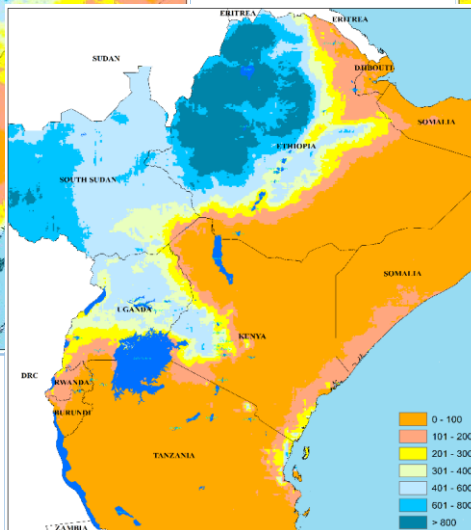 ERITREA
ERITREA
SUDAN
DJIBOUTI
SOMALIA
ETHIOPIA
SOUTH SUDAN
SOMALIA
UGANDA
KENYA
DRC
RWANDA
BURUNDI
TANZANIA
ZAMBIA
0 - 100
101 - 200
201 - 300
301 - 400
401 - 600
601 - 800
> 800